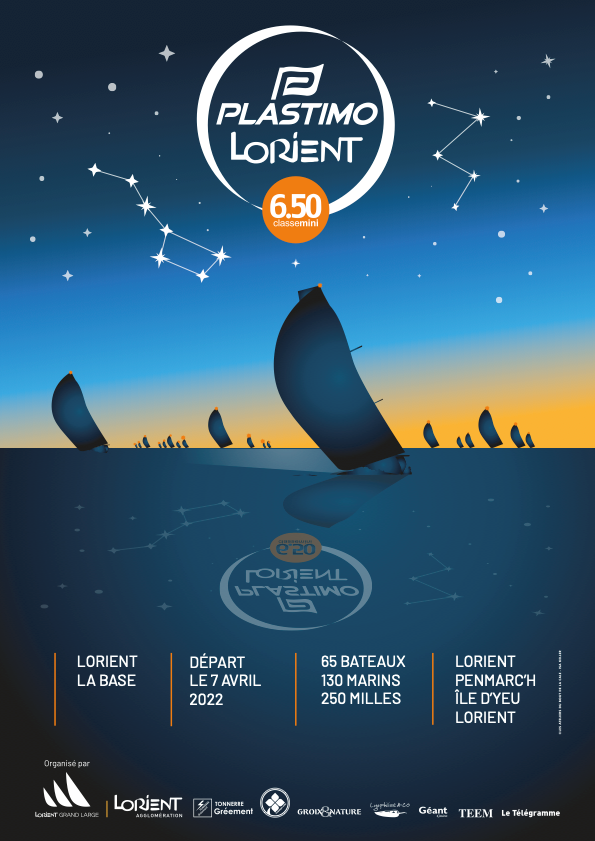 PLASTIMO
LORIENT
6.50
classemini
LORIENT
LA BASE
DÉPART
LE 7 AVRIL
2022
65 BATEAUX
130 MARINS
250 MILLES
LORIENT
PENMARC'H
ÎLE D'YEU
LORIENT
Organisé par
LORIENT GRAND LARGE
LORIENT
AGGLOMÉRATION
TONNERRE
Gréement
GROIX&NATURE
Géant
TEEM
Le Télégramme